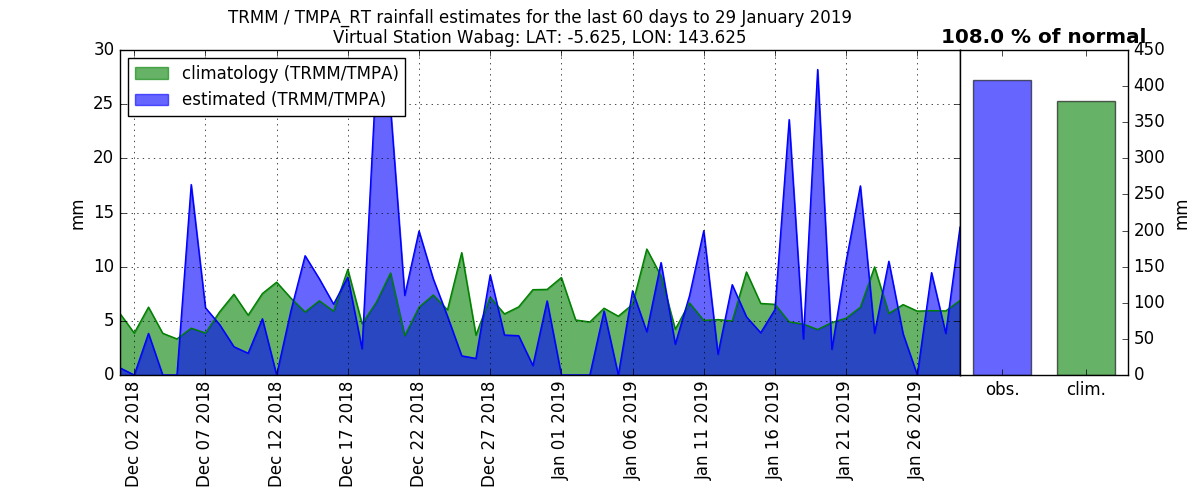 TRMM / TMPA_RT rainfall estimates for the last 60 days to 29 January 2019
Virtual Station Wabag: LAT: -5.625, LON: 143.625
108.0 % of normal
climatology (TRMM/TMPA)
estimated (TRMM/TMPA)
30
25
20
15
10
5
0
mm
Dec 02 2018
Dec 07 2018
Dec 12 2018
Dec 17 2018
Dec 22 2018
Dec 27 2018
Jan 01 2019
Jan 06 2019
Jan 11 2019
Jan 16 2019
Jan 21 2019
Jan 26 2019
obs.
clim.
450
400
350
300
250
200
150
100
50
0
mm